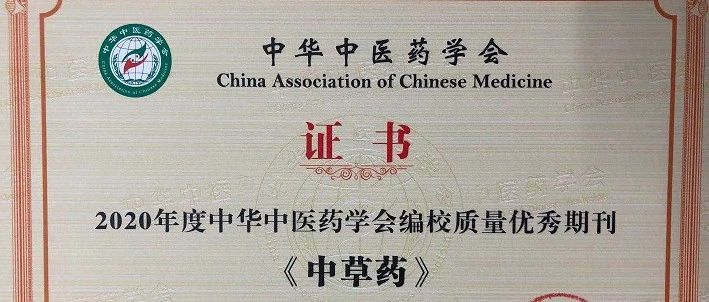 中华中医药学会
China Association of Chinese Medicine
证书
2020年度中华中医药学会编校质量优秀期刊
《中草药》